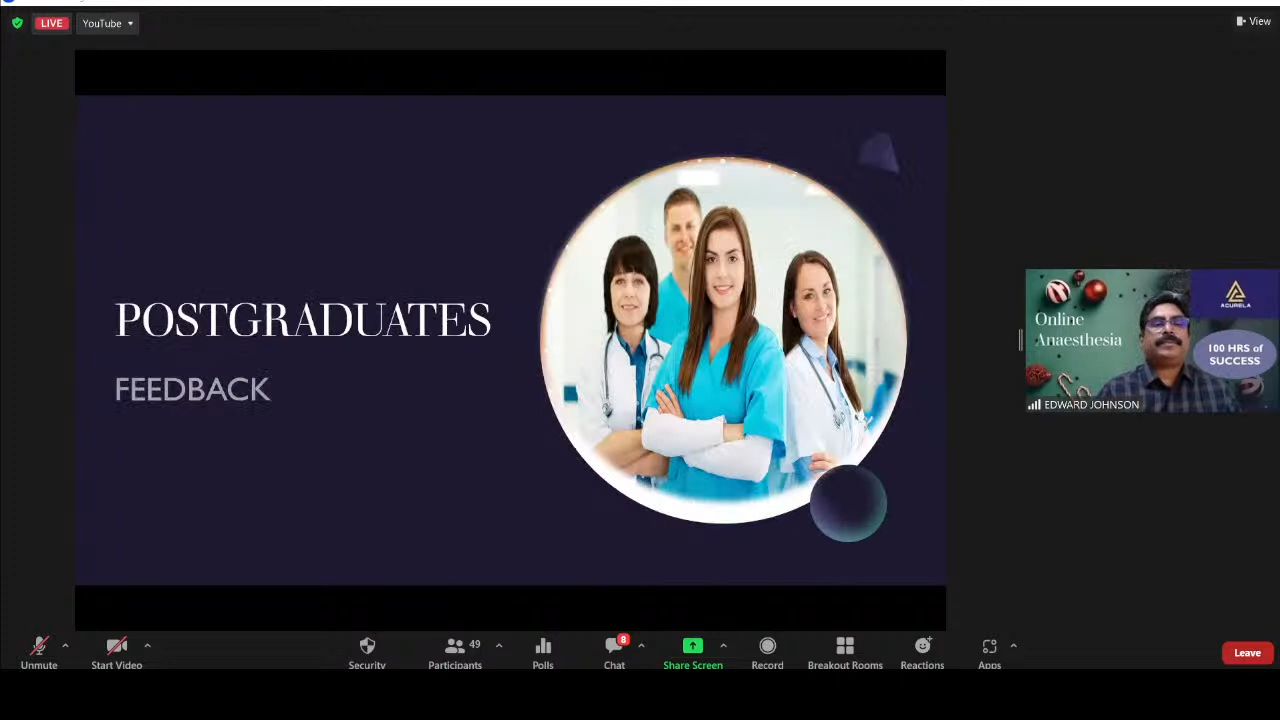 LIVE
YouTube
View
POSTGRADUATES
FEEDBACK
Online
Anaesthesia
ACURELA
100 HRS of
SUCCESS
EDWARD JOHNSON
49
8
Unmute
Start Video
Security
Participants
Polls
Chat
Share Screen
Record
Breakout Rooms
Reactions
Apps
Leave